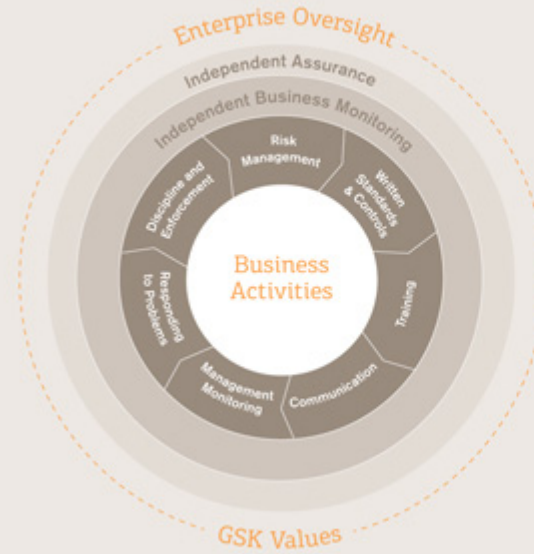 Enterprise Oversight
Independent Assurance
Independent Business Monitoring
Risk
Management
Written
Standards
& Controls
Training
Communication
Management
Monitoring
Responding
to Problems
Discipline and
Enforcement
Business
Activities
GSK Values